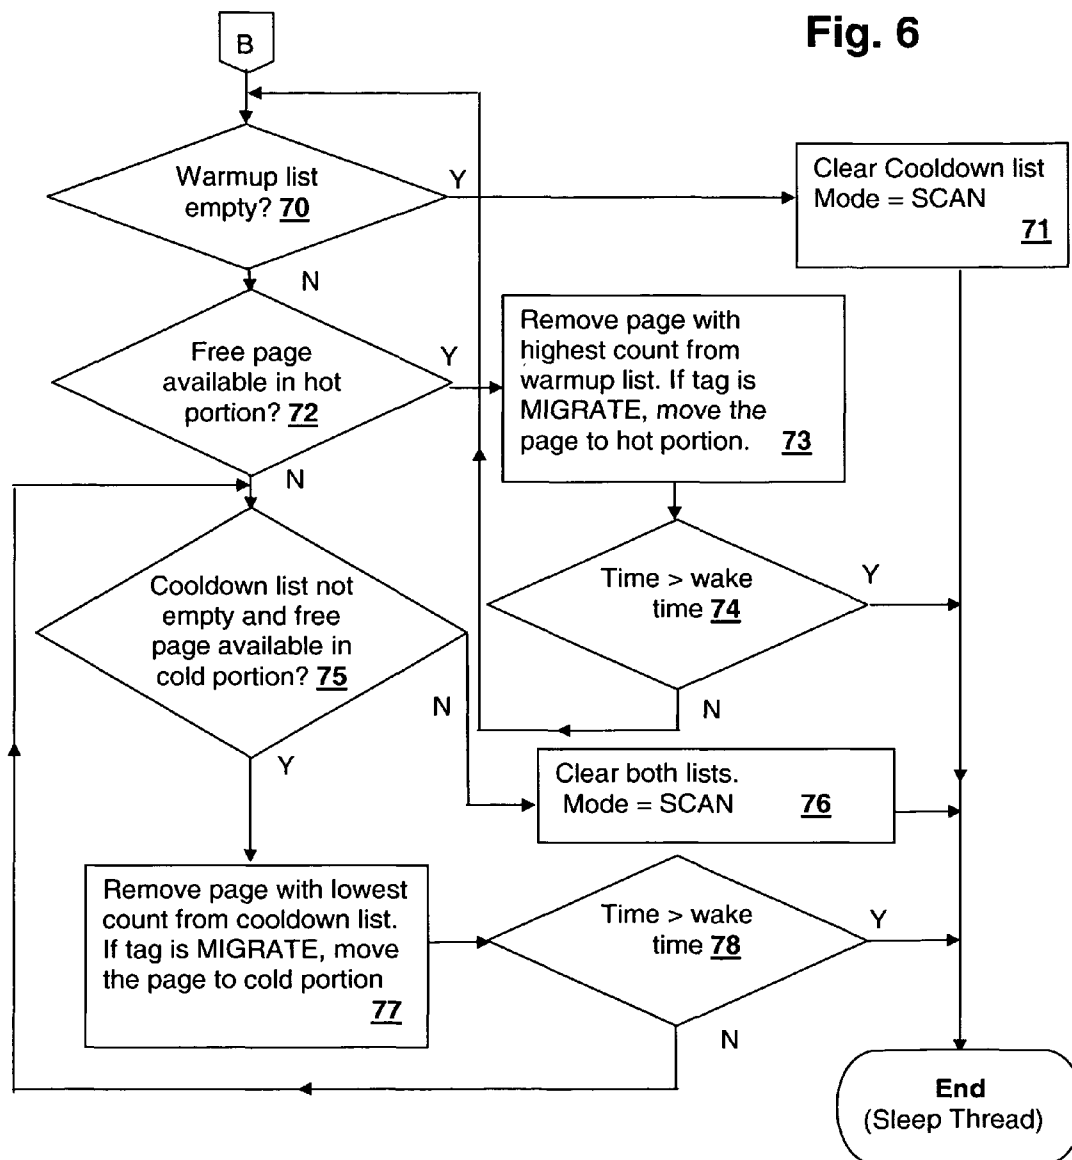 Fig. 6
B
Warmup list
empty? 70
Y
N
Clear Cooldown list
Mode = SCAN
71
Free page
available in hot
portion? 72
Y
N
Remove page with
highest count from
warmup list. If tag is
MIGRATE, move the
page to hot portion. 73
Time > wake
time 74
Y
N
Cooldown list not
empty and free
page available in
cold portion? 75
N
Y
Clear both lists.
Mode = SCAN 76
Remove page with lowest
count from cooldown list.
If tag is MIGRATE, move
the page to cold portion
77
Time > wake
time 78
Y
N
End
(Sleep Thread)